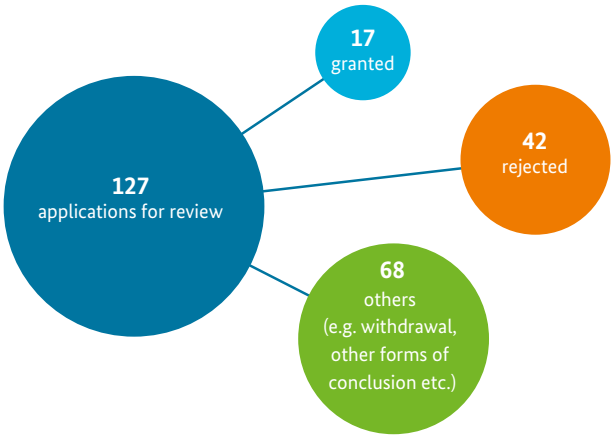 17
granted
42
rejected
127
applications for review
68
others
(e.g. withdrawal,
other forms of
conclusion etc.)